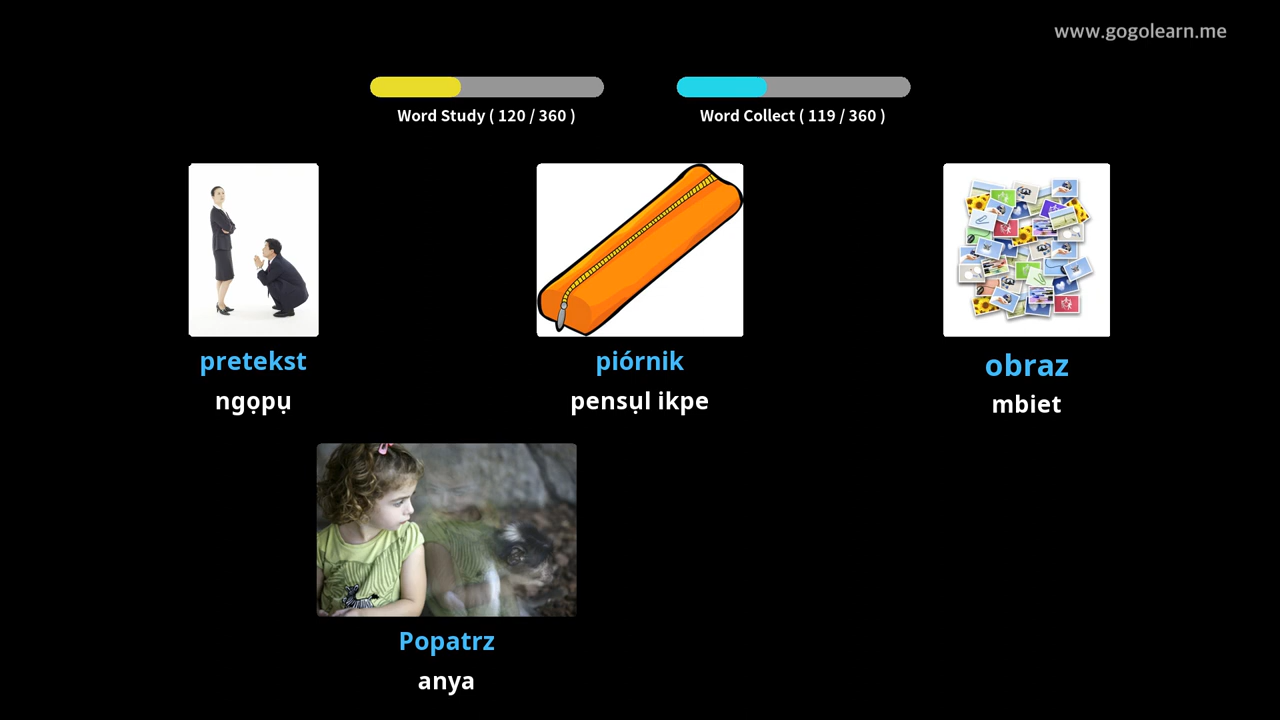 www.gogolearn.me
Word Study ( 120 / 360 )
Word Collect ( 119 / 360 )
pretekst
ngọpụ
piórnik
pensụl ikpe
obraz
mbiet
Popatrz
anya